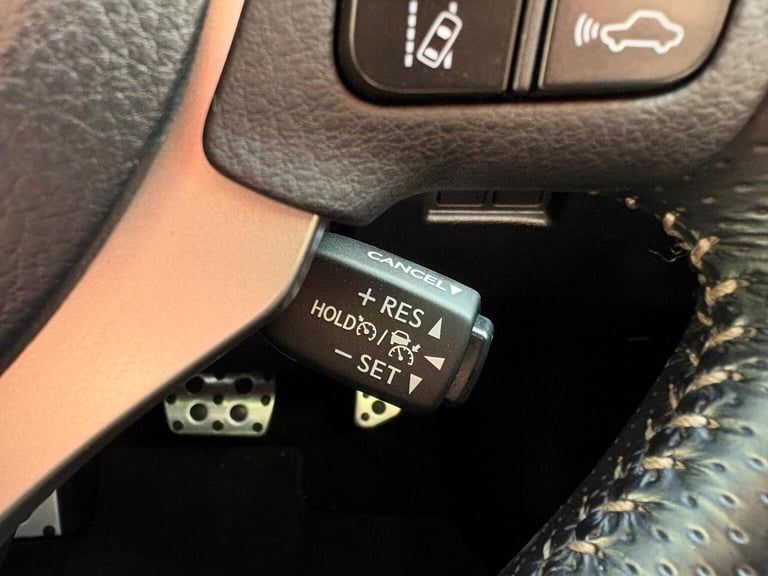 CANCEL▼
+ RES ▲
HOLD /
− SET ▼